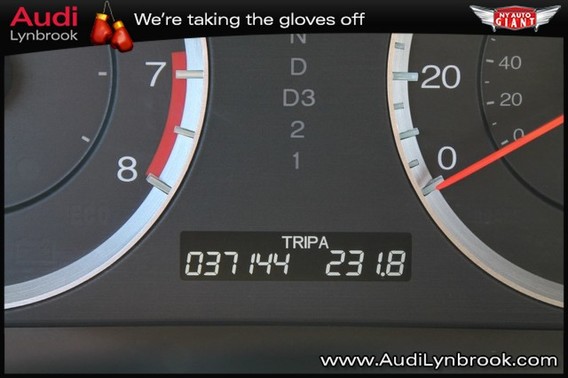 Audi
Lynbrook
We're taking the gloves off
NY AUTO
GIANT
N
D
D3
2
1
7
8
20
0
40
20
0
TRIP A
037144 231.8
www.AudiLynbrook.com